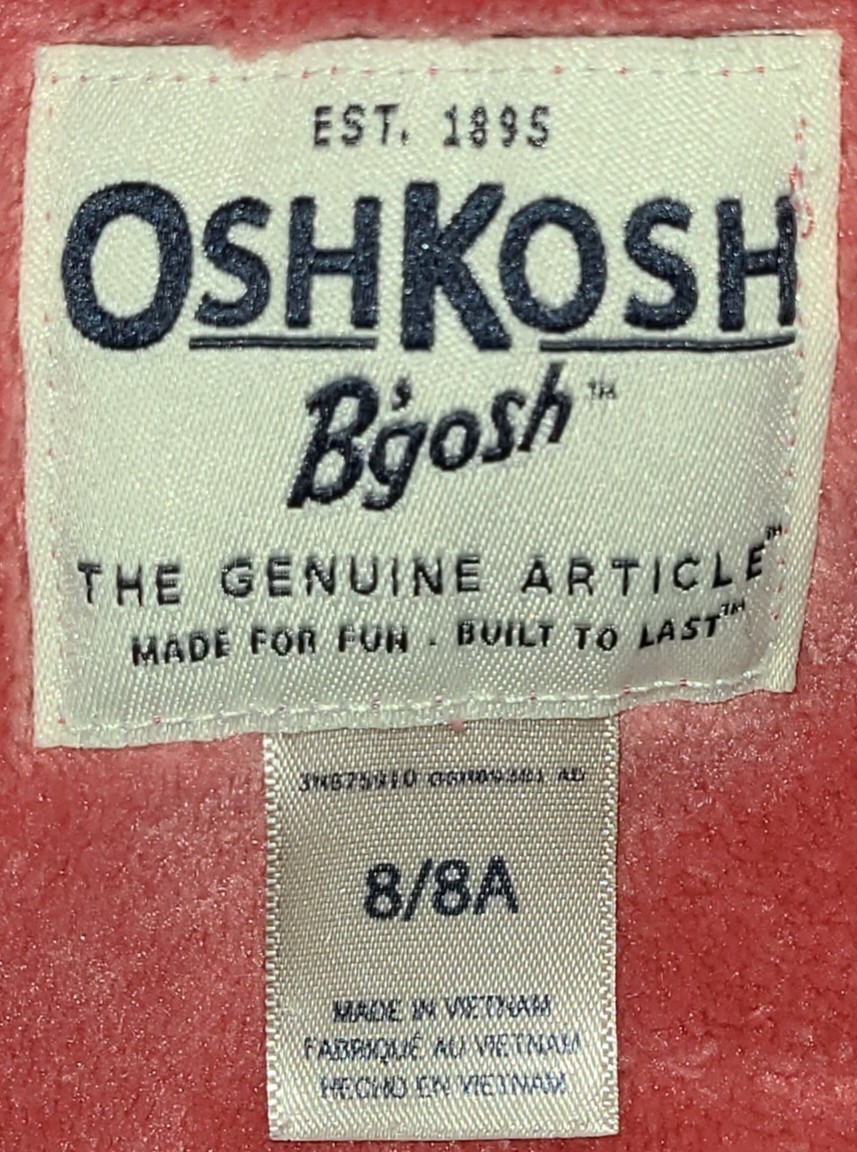 EST. 1895
OSHKOSH
B'gosh™
THE GENUINE ARTICLE™
MADE FOR FUN . BUILT TO LAST™
8/8A
MADE IN VIETNAM
FABRIQUÉ AU VIETNAM
HECHO EN VIETNAM